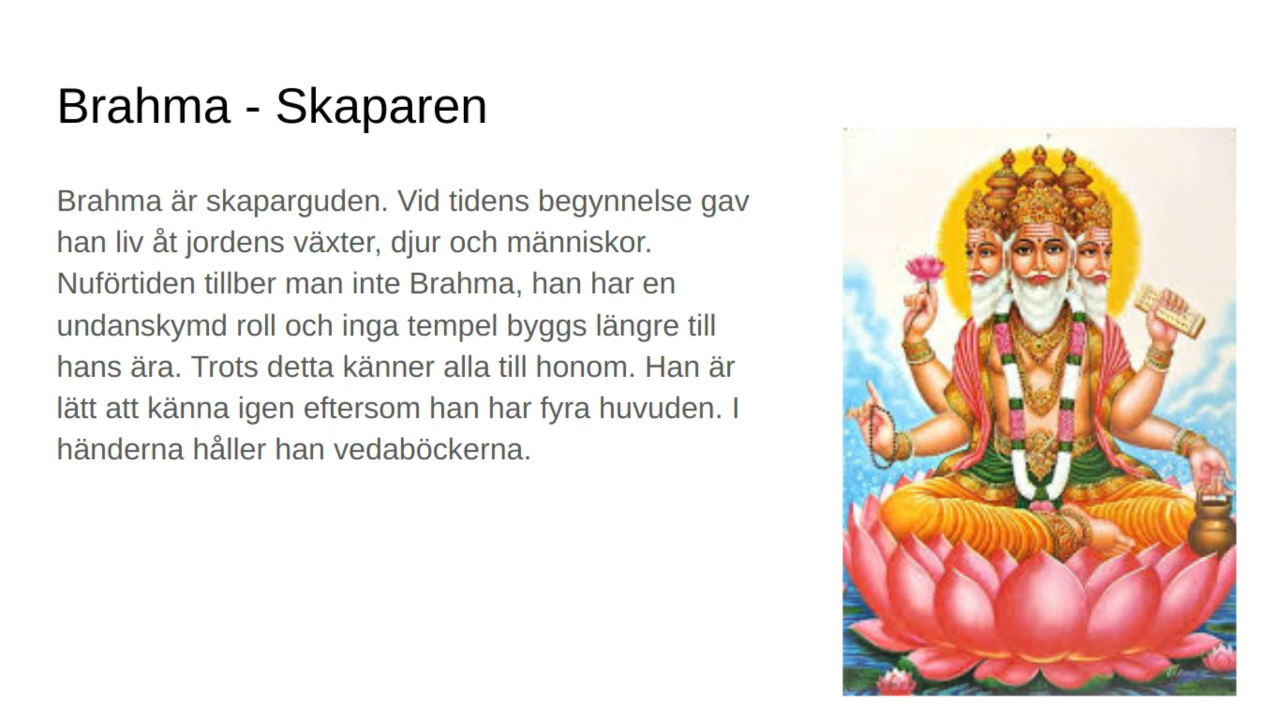 Brahma - Skaparen
Brahma är skaparguden. Vid tidens begynnelse gav
han liv åt jordens växter, djur och människor.
Nuförtiden tillber man inte Brahma, han har en
undanskymd roll och inga tempel byggs längre till
hans ära. Trots detta känner alla till honom. Han är
lätt att känna igen eftersom han har fyra huvuden. I
händerna håller han vedaböckerna.